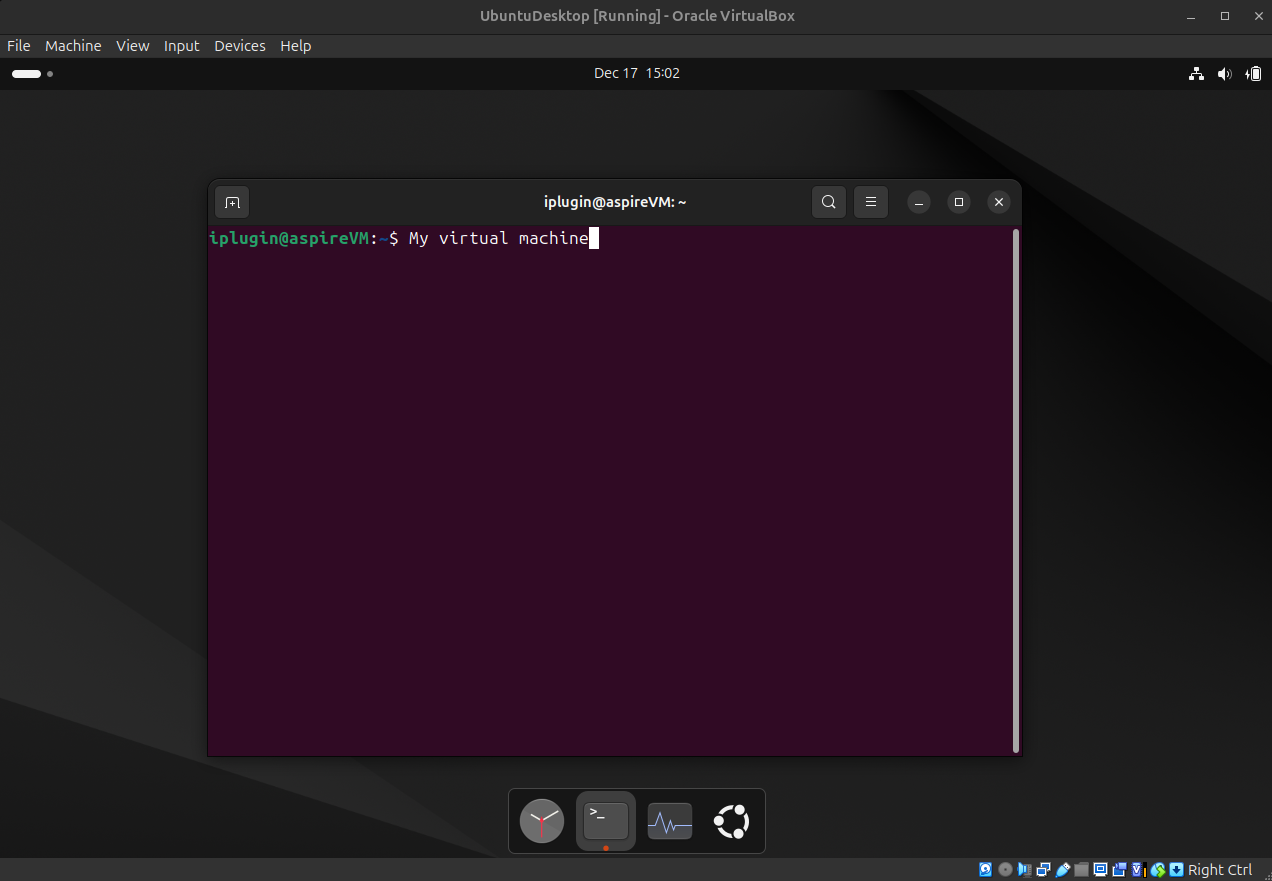 UbuntuDesktop [Running] - Oracle VirtualBox
File Machine View Input Devices Help
Dec 17 15:02
iplugin@aspireVM: ~
iplugin@aspireVM:~$ My virtual machine
>_
Right Ctrl